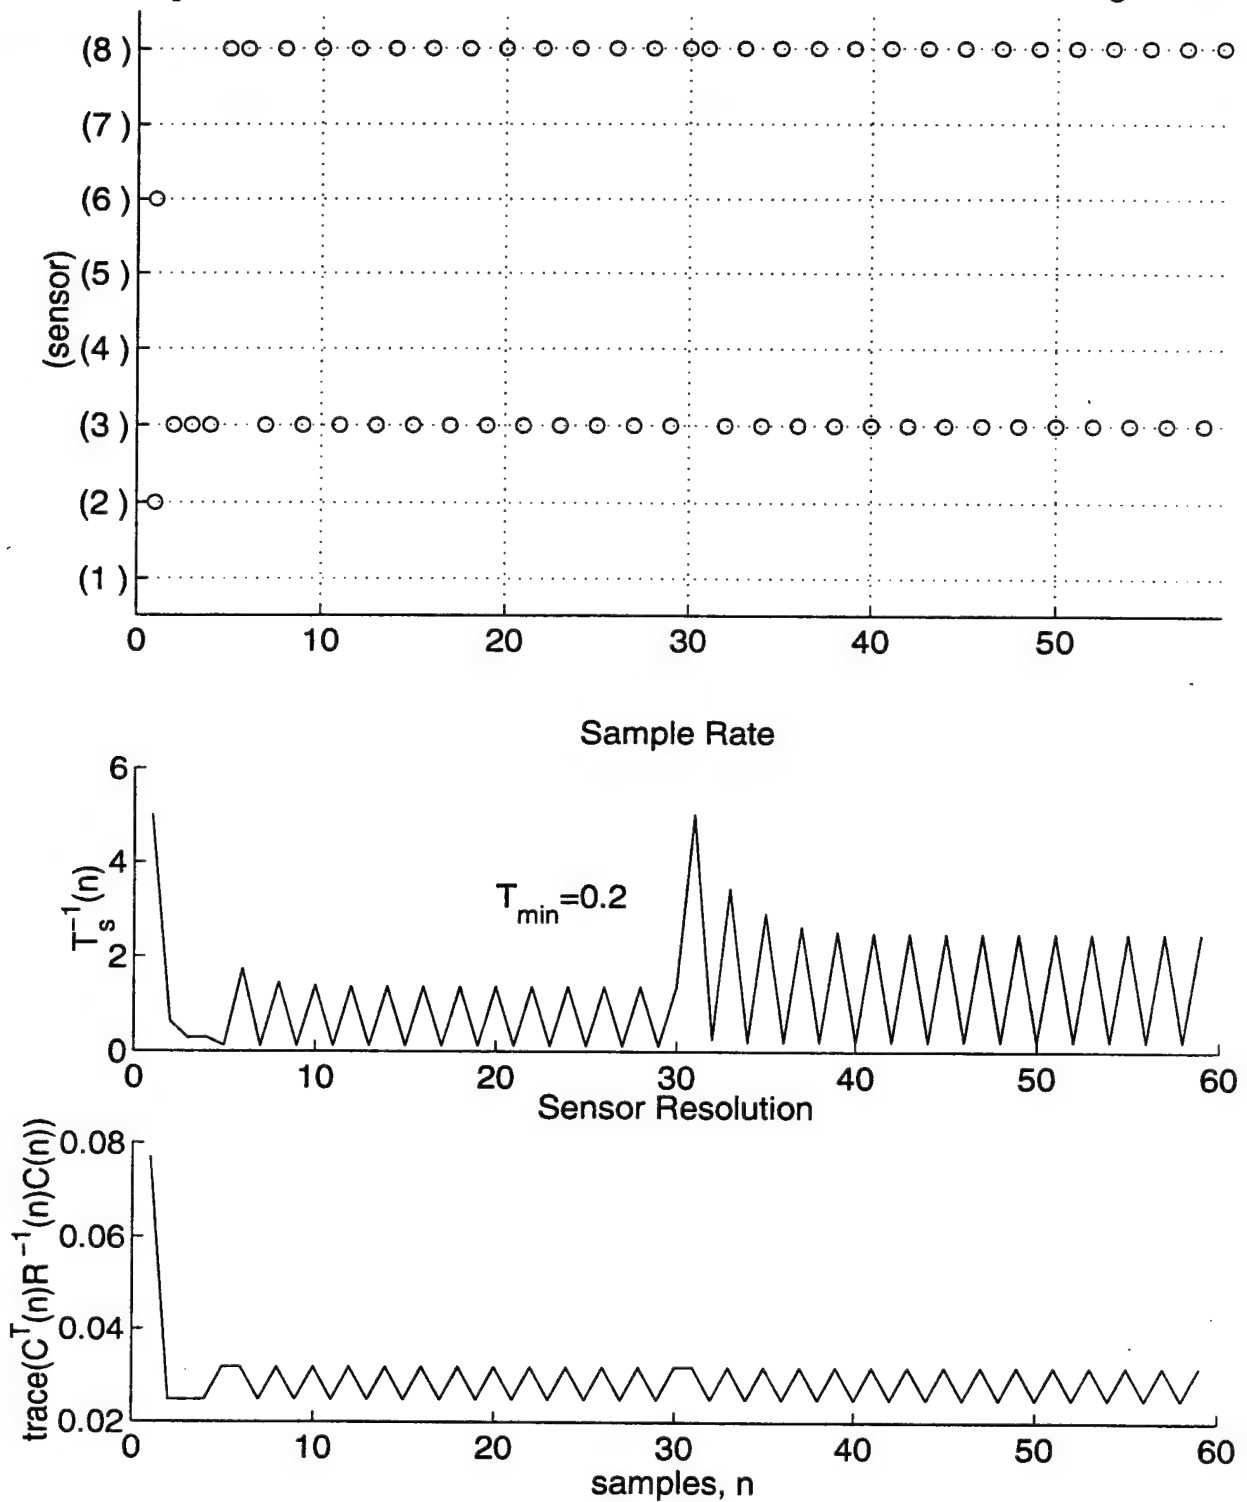 (8)
(7)
(6)
(5)
(4)
(3)
(2)
(1)
(sensor)
0 10 20 30 40 50
Sample Rate
6
4
2
0
T_s^{-1}(n)
T_min=0.2
0 10 20 30 40 50 60
Sensor Resolution
0.08
0.06
0.04
0.02
trace(C^T(n)R^{-1}(n)C(n))
0 10 20 30 40 50 60
samples, n